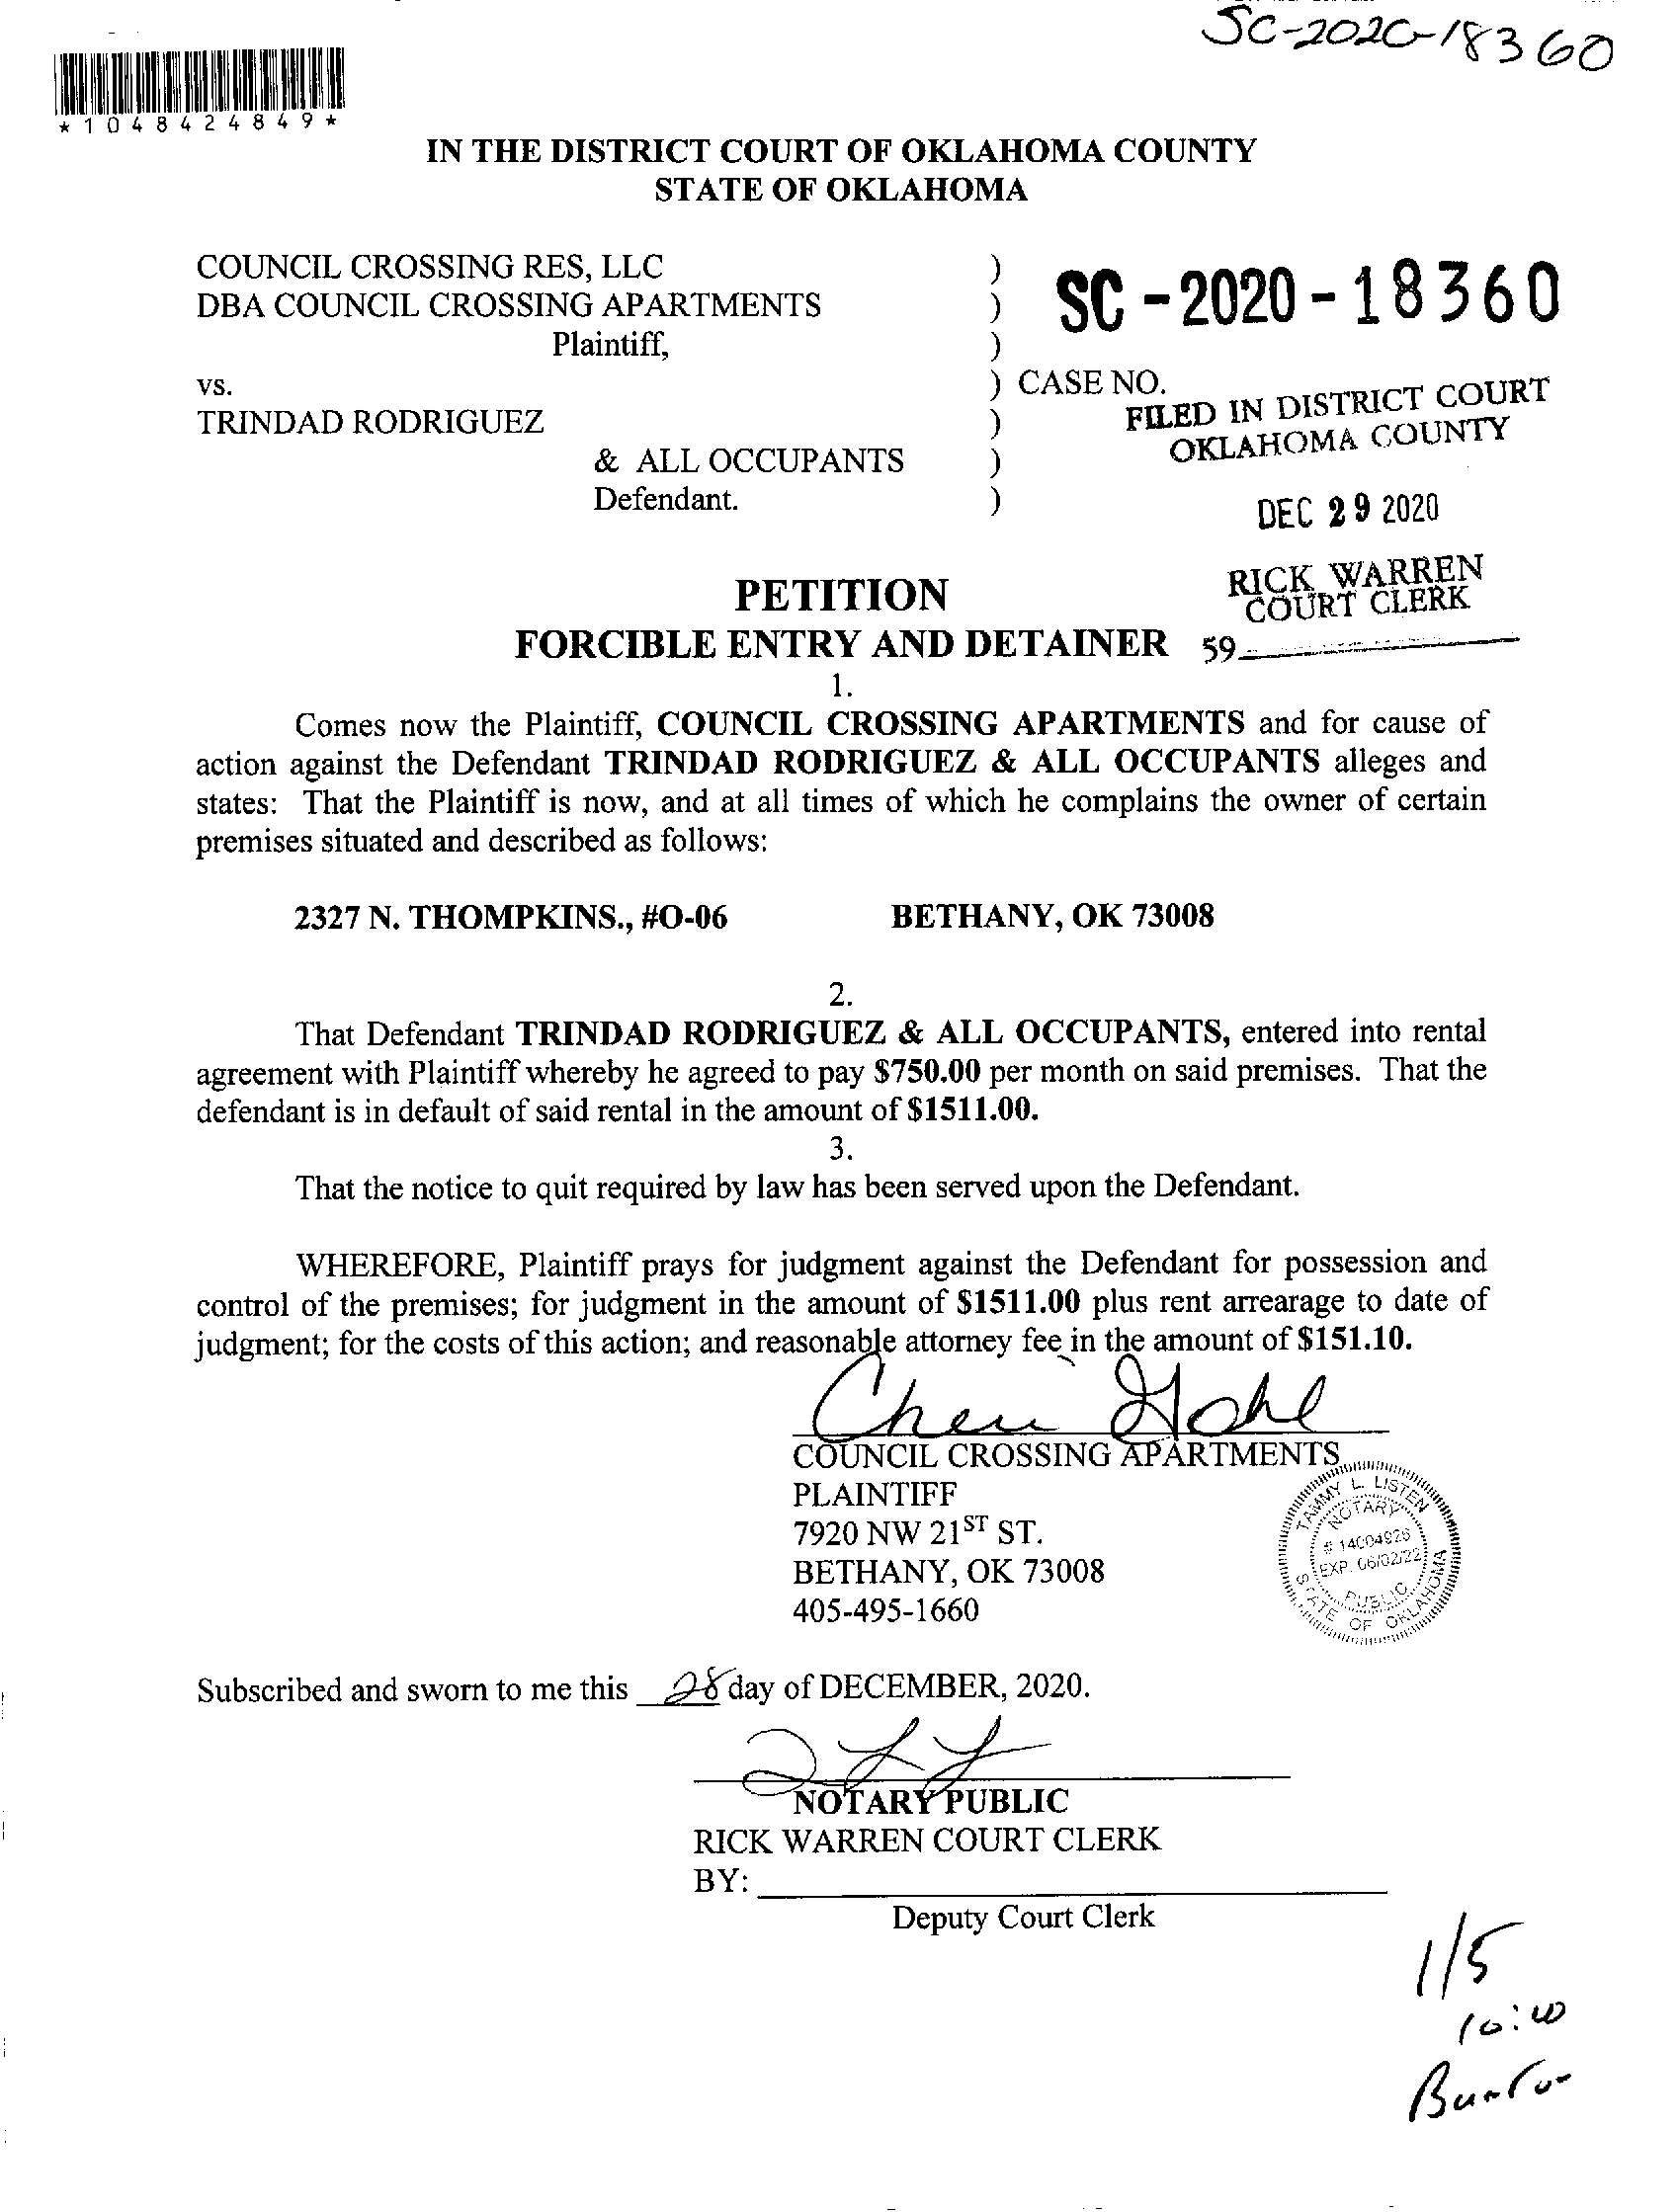 SC-2020-18360
*1048424849*
IN THE DISTRICT COURT OF OKLAHOMA COUNTY
STATE OF OKLAHOMA
COUNCIL CROSSING RES, LLC )
DBA COUNCIL CROSSING APARTMENTS ) SC-2020-18360
Plaintiff, )
vs. ) CASE NO.
TRINDAD RODRIGUEZ )
& ALL OCCUPANTS )
Defendant. )
FILED IN DISTRICT COURT
OKLAHOMA COUNTY
DEC 29 2020
RICK WARREN
COURT CLERK
59
PETITION
FORCIBLE ENTRY AND DETAINER
1.
Comes now the Plaintiff, COUNCIL CROSSING APARTMENTS and for cause of
action against the Defendant TRINDAD RODRIGUEZ & ALL OCCUPANTS alleges and
states: That the Plaintiff is now, and at all times of which he complains the owner of certain
premises situated and described as follows:
2327 N. THOMPKINS., #O-06 BETHANY, OK 73008
2.
That Defendant TRINDAD RODRIGUEZ & ALL OCCUPANTS, entered into rental
agreement with Plaintiff whereby he agreed to pay $750.00 per month on said premises. That the
defendant is in default of said rental in the amount of $1511.00.
3.
That the notice to quit required by law has been served upon the Defendant.
WHEREFORE, Plaintiff prays for judgment against the Defendant for possession and
control of the premises; for judgment in the amount of $1511.00 plus rent arrearage to date of
judgment; for the costs of this action; and reasonable attorney fee in the amount of $151.10.
COUNCIL CROSSING APARTMENTS
PLAINTIFF
7920 NW 21ST ST.
BETHANY, OK 73008
405-495-1660
TAMMY L. LISTEN
NOTARY
# 14004926
EXP. 06/02/22
PUBLIC
STATE OF OKLAHOMA
Subscribed and sworn to me this 28 day of DECEMBER, 2020.
NOTARY PUBLIC
RICK WARREN COURT CLERK
BY:
Deputy Court Clerk
1/5
10:00